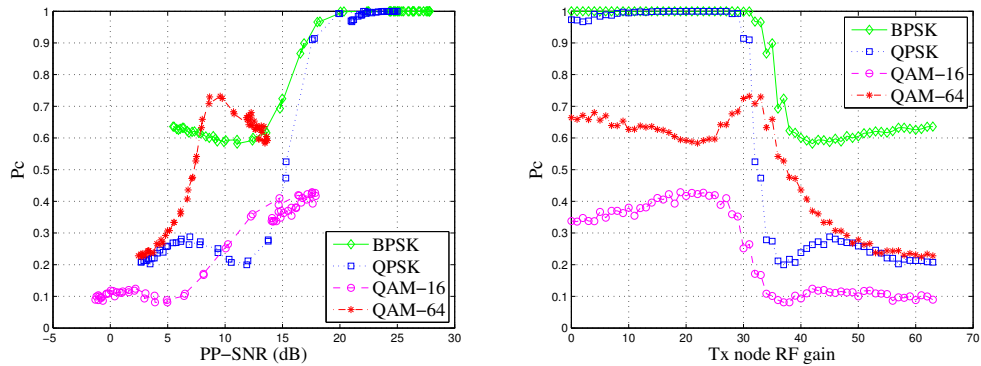 1
0.9
0.8
0.7
0.6
0.5
0.4
0.3
0.2
0.1
0
Pc
−5 0 5 10 15 20 25 30
PP−SNR (dB)
BPSK
QPSK
QAM−16
QAM−64
1
0.9
0.8
0.7
0.6
0.5
0.4
0.3
0.2
0.1
0
Pc
0 10 20 30 40 50 60 70
Tx node RF gain
BPSK
QPSK
QAM−16
QAM−64